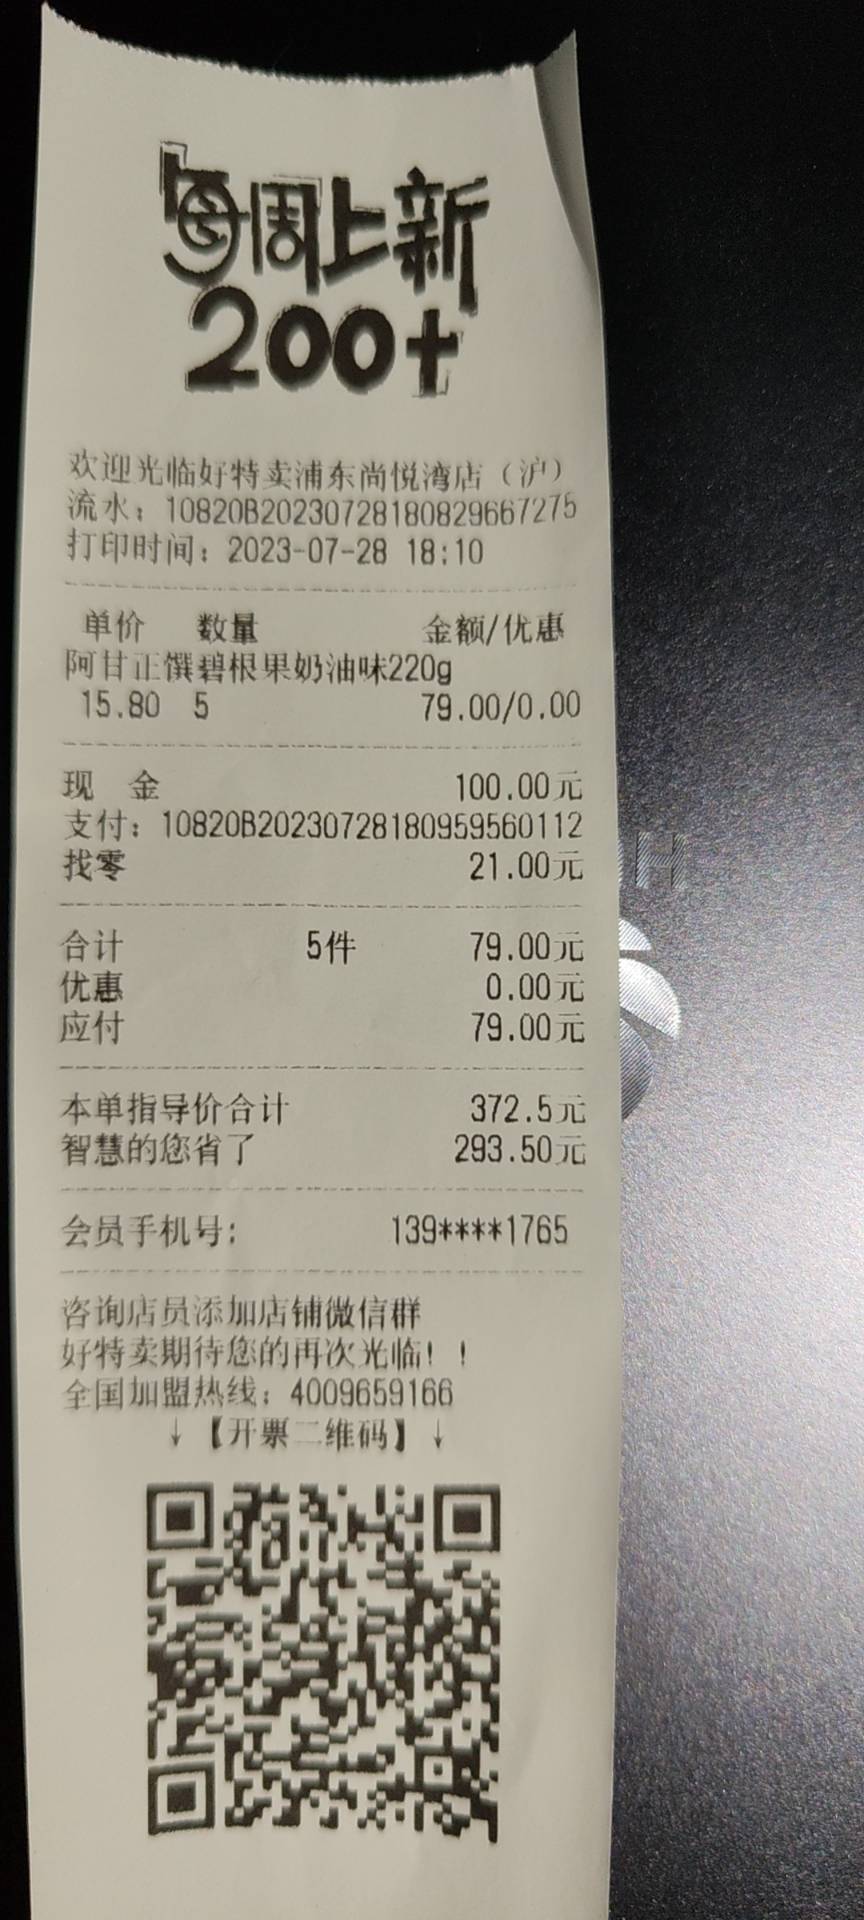 每周上新
200+
欢迎光临好特卖浦东尚悦湾店（沪）
流水：10820B20230728180829667275
打印时间：2023-07-28 18:10
单价 数量 金额/优惠
阿甘正馔碧根果奶油味220g
15.80 5 79.00/0.00
现 金 100.00元
支付：10820B20230728180959560112
找零 21.00元
合计 5件 79.00元
优惠 0.00元
应付 79.00元
本单指导价合计 372.5元
智慧的您省了 293.50元
会员手机号: 139****1765
咨询店员添加店铺微信群
好特卖期待您的再次光临！！
全国加盟热线：4009659166
↓【开票二维码】↓